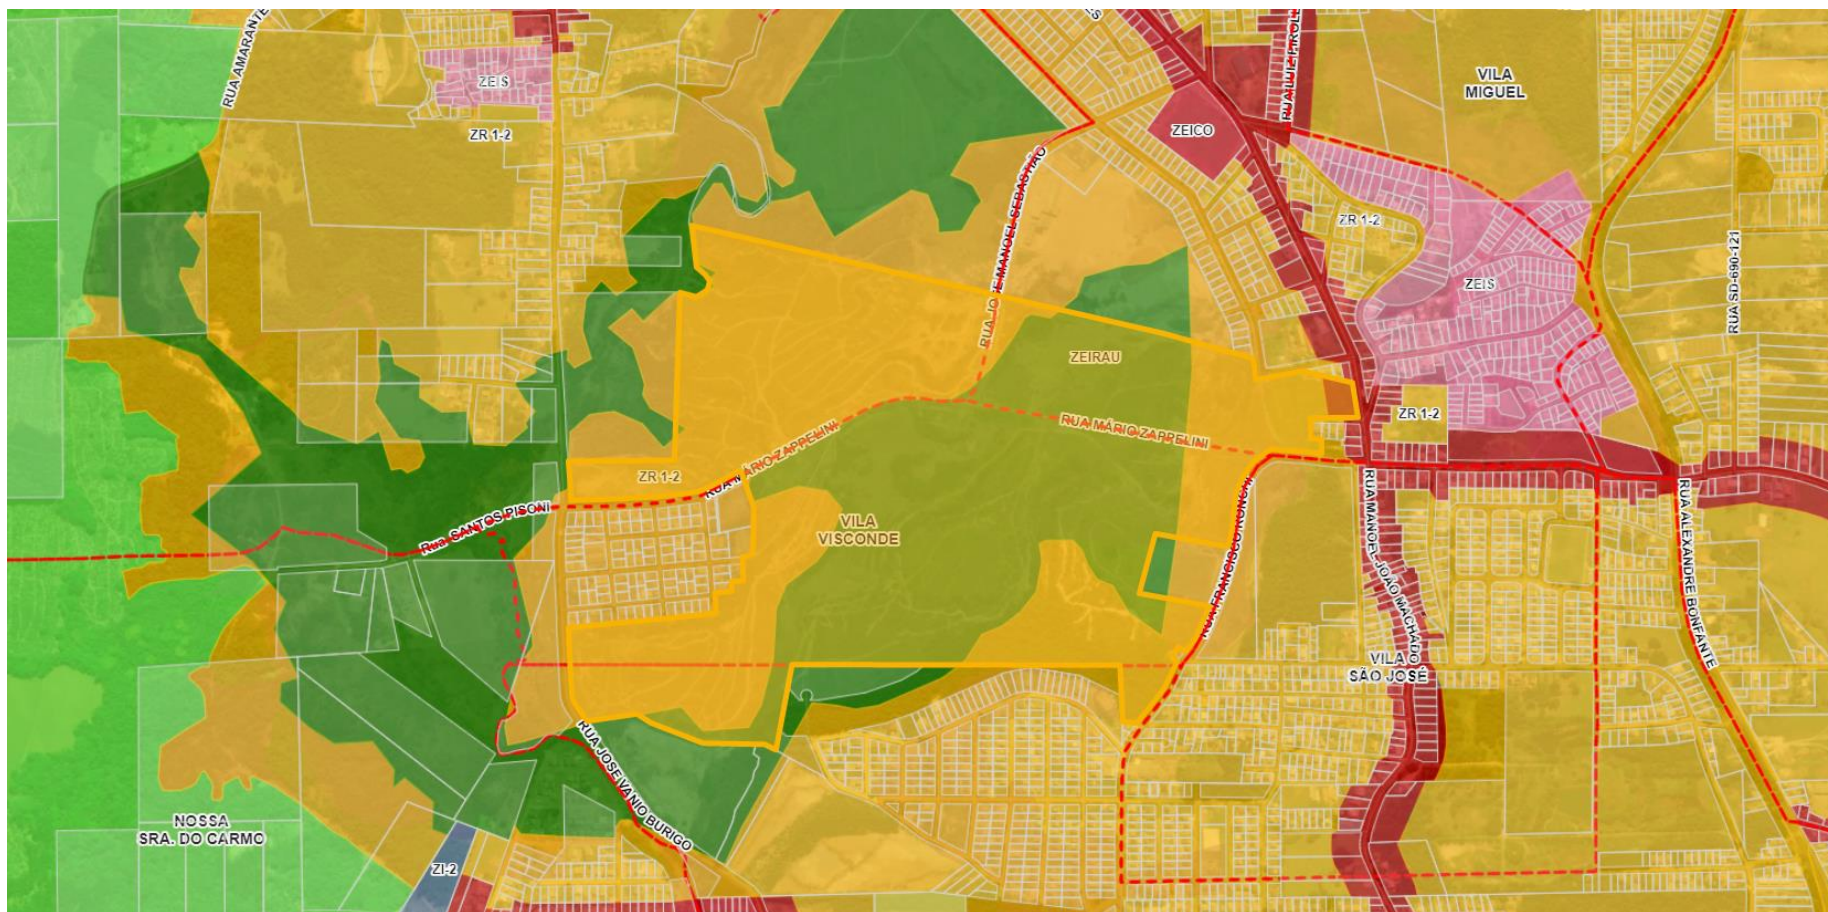 RUA AMARANTE
ZEIS
ZR 1-2
ZEICO
VILA
MIGUEL
RUA JOSÉ MANOEL SEBASTIÃO
ZR 1-2
ZEIS
RUA SD-690-121
ZEIRAU
RUA MÁRIO ZAPPELINI
ZR 1-2
ZR 1-2
RUA MÁRIO ZAPPELINI
Rua SANTOS PISONI
VILA
VISCONDE
RUA FRANCISCO RONCHI
RUA MANOEL JOÃO MACHADO
RUA ALEXANDRE BONFANTE
VILA
SÃO JOSÉ
RUA JOSE IVANIO BURIGO
NOSSA
SRA. DO CARMO
ZI-2